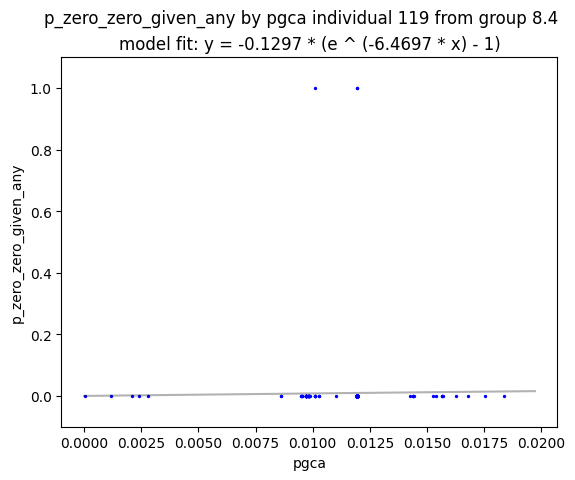 p_zero_zero_given_any by pgca individual 119 from group 8.4
model fit: y = -0.1297 * (e ^ (-6.4697 * x) - 1)
1.0
0.8
0.6
0.4
0.2
0.0
p_zero_zero_given_any
0.0000 0.0025 0.0050 0.0075 0.0100 0.0125 0.0150 0.0175 0.0200
pgca